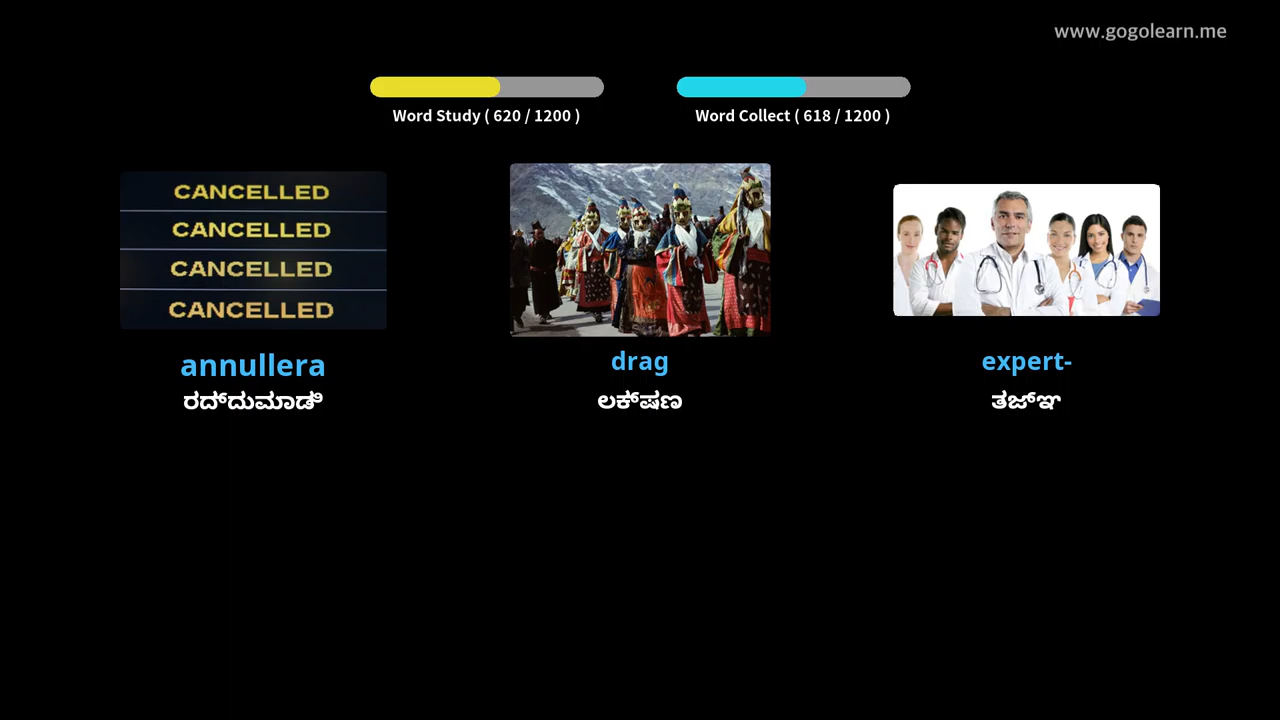 www.gogolearn.me
Word Study ( 620 / 1200 )
Word Collect ( 618 / 1200 )
CANCELLED
CANCELLED
CANCELLED
CANCELLED
annullera
drag
expert-
ರದ್ದುಮಾಡಿ
ಲಕ್ಷಣ
ತಜ್ಞ